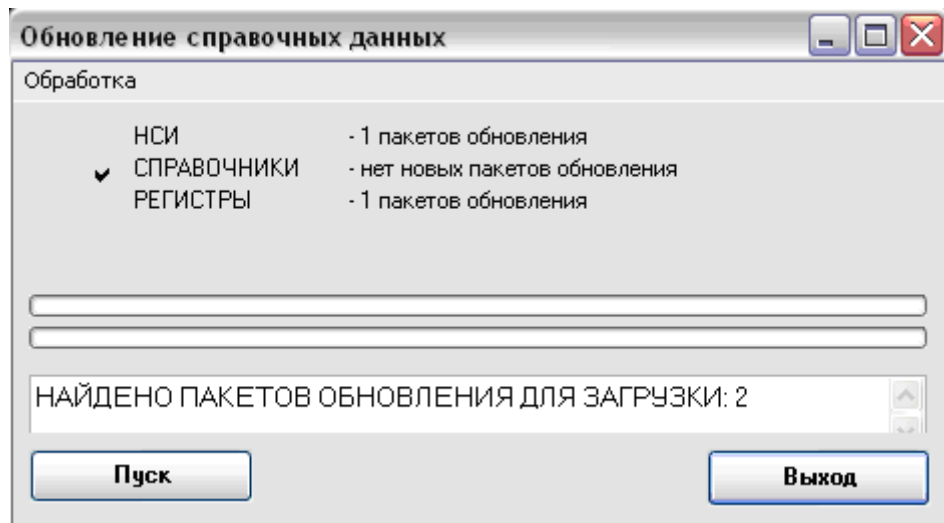 Обновление справочных данных
Обработка
НСИ - 1 пакетов обновления
СПРАВОЧНИКИ - нет новых пакетов обновления
РЕГИСТРЫ - 1 пакетов обновления
НАЙДЕНО ПАКЕТОВ ОБНОВЛЕНИЯ ДЛЯ ЗАГРУЗКИ: 2
Пуск Выход